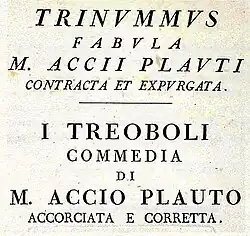 TRINVMMVS
FABVLA
M. ACCII PLAVTI
CONTRACTA ET EXPVRGATA.
I TREOBOLI
COMMEDIA
DI
M. ACCIO PLAUTO
ACCORCIATA E CORRETTA.